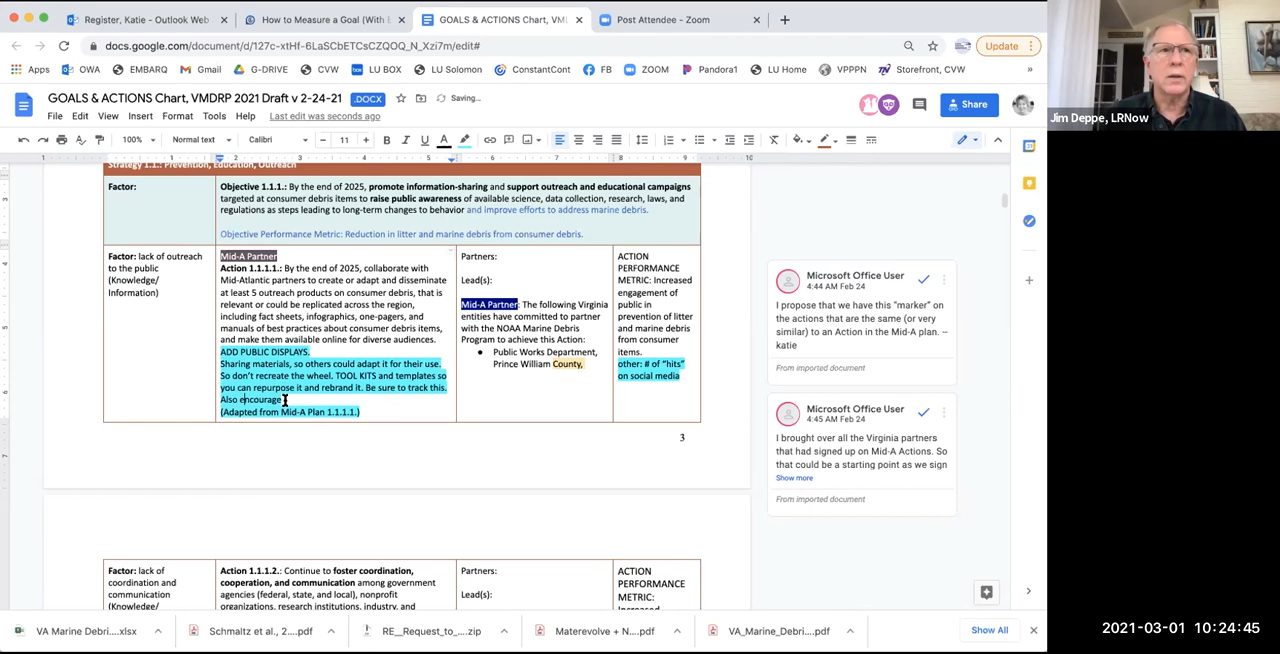 Register, Katie - Outlook Web
How to Measure a Goal (With E
GOALS & ACTIONS Chart, VML
Post Attendee - Zoom
docs.google.com/document/d/127c-xtHf-6LaSCbETCsCZQOQ_N_Xzi7m/edit#
Update
Apps
OWA
EMBARQ
Gmail
G-DRIVE
CVW
LU BOX
LU Solomon
ConstantCont
FB
ZOOM
Pandora1
LU Home
VPPPN
Storefront, CVW
»
GOALS & ACTIONS Chart, VMDRP 2021 Draft v 2-24-21
.DOCX
Saving...
File Edit View Insert Format Tools Help
Last edit was seconds ago
Share
Jim Deppe, LRNow
100%
Normal text
Calibri
11
Strategy 1.1.: Prevention, Education, Outreach
Factor:
Objective 1.1.1.: By the end of 2025, promote information-sharing and support outreach and educational campaigns
targeted at consumer debris items to raise public awareness of available science, data collection, research, laws, and
regulations as steps leading to long-term changes to behavior and improve efforts to address marine debris.
Objective Performance Metric: Reduction in litter and marine debris from consumer debris.
Factor: lack of outreach
to the public
(Knowledge/
Information)
Mid-A Partner
Action 1.1.1.1.: By the end of 2025, collaborate with
Mid-Atlantic partners to create or adapt and disseminate
at least 5 outreach products on consumer debris, that is
relevant or could be replicated across the region,
including fact sheets, infographics, one-pagers, and
manuals of best practices about consumer debris items,
and make them available online for diverse audiences.
ADD PUBLIC DISPLAYS.
Sharing materials, so others could adapt it for their use.
So don't recreate the wheel. TOOL KITS and templates so
you can repurpose it and rebrand it. Be sure to track this.
Also encourage
(Adapted from Mid-A Plan 1.1.1.1.)
Partners:
Lead(s):
Mid-A Partner: The following Virginia
entities have committed to partner
with the NOAA Marine Debris
Program to achieve this Action:
● Public Works Department,
Prince William County,
ACTION
PERFORMANCE
METRIC: Increased
engagement of
public in
prevention of litter
and marine debris
from consumer
items.
other: # of "hits"
on social media
3
Microsoft Office User
4:44 AM Feb 24
I propose that we have this "marker" on
the actions that are the same (or very
similar) to an Action in the Mid-A plan. --
katie
From imported document
Microsoft Office User
4:45 AM Feb 24
I brought over all the Virginia partners
that had signed up on Mid-A Actions. So
that could be a starting point as we sign
Show more
From imported document
Factor: lack of
coordination and
communication
(Knowledge/
Action 1.1.1.2.: Continue to foster coordination,
cooperation, and communication among government
agencies (federal, state, and local), nonprofit
organizations, research institutions, industry, and
Partners:
Lead(s):
ACTION
PERFORMANCE
METRIC:
Increased
VA Marine Debri....xlsx
Schmaltz et al., 2....pdf
RE__Request_to_....zip
Materevolve + N....pdf
VA_Marine_Debri....pdf
Show All
2021-03-01 10:24:45